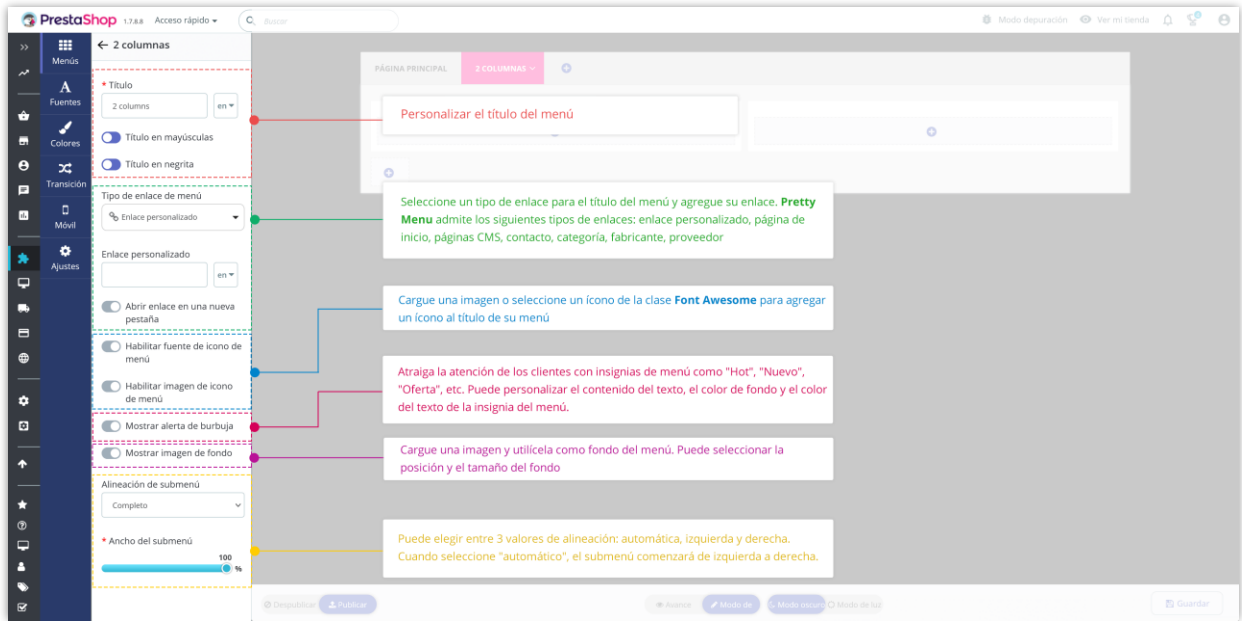 PrestaShop 1.7.8.8 Acceso rápido Buscar Modo depuración Ver mi tienda
Menús
Fuentes
Colores
Transición
Móvil
Ajustes
2 columnas
* Título
2 columns en
Título en mayúsculas
Título en negrita
Tipo de enlace de menú
Enlace personalizado
Enlace personalizado
en
Abrir enlace en una nueva
pestaña
Habilitar fuente de icono de
menú
Habilitar imagen de icono
de menú
Mostrar alerta de burbuja
Mostrar imagen de fondo
Alineación de submenú
Completo
* Ancho del submenú
100
%
PÁGINA PRINCIPAL 2 COLUMNAS
Personalizar el título del menú
Seleccione un tipo de enlace para el título del menú y agregue su enlace. Pretty
Menu admite los siguientes tipos de enlaces: enlace personalizado, página de
inicio, páginas CMS, contacto, categoría, fabricante, proveedor
Cargue una imagen o seleccione un ícono de la clase Font Awesome para agregar
un ícono al título de su menú
Atraiga la atención de los clientes con insignias de menú como "Hot", "Nuevo",
"Oferta", etc. Puede personalizar el contenido del texto, el color de fondo y el color
del texto de la insignia del menú.
Cargue una imagen y utilícela como fondo del menú. Puede seleccionar la
posición y el tamaño del fondo
Puede elegir entre 3 valores de alineación: automática, izquierda y derecha.
Cuando seleccione "automático", el submenú comenzará de izquierda a derecha.
Despublicar Publicar Avance Modo de Modo oscuro Modo de luz Guardar